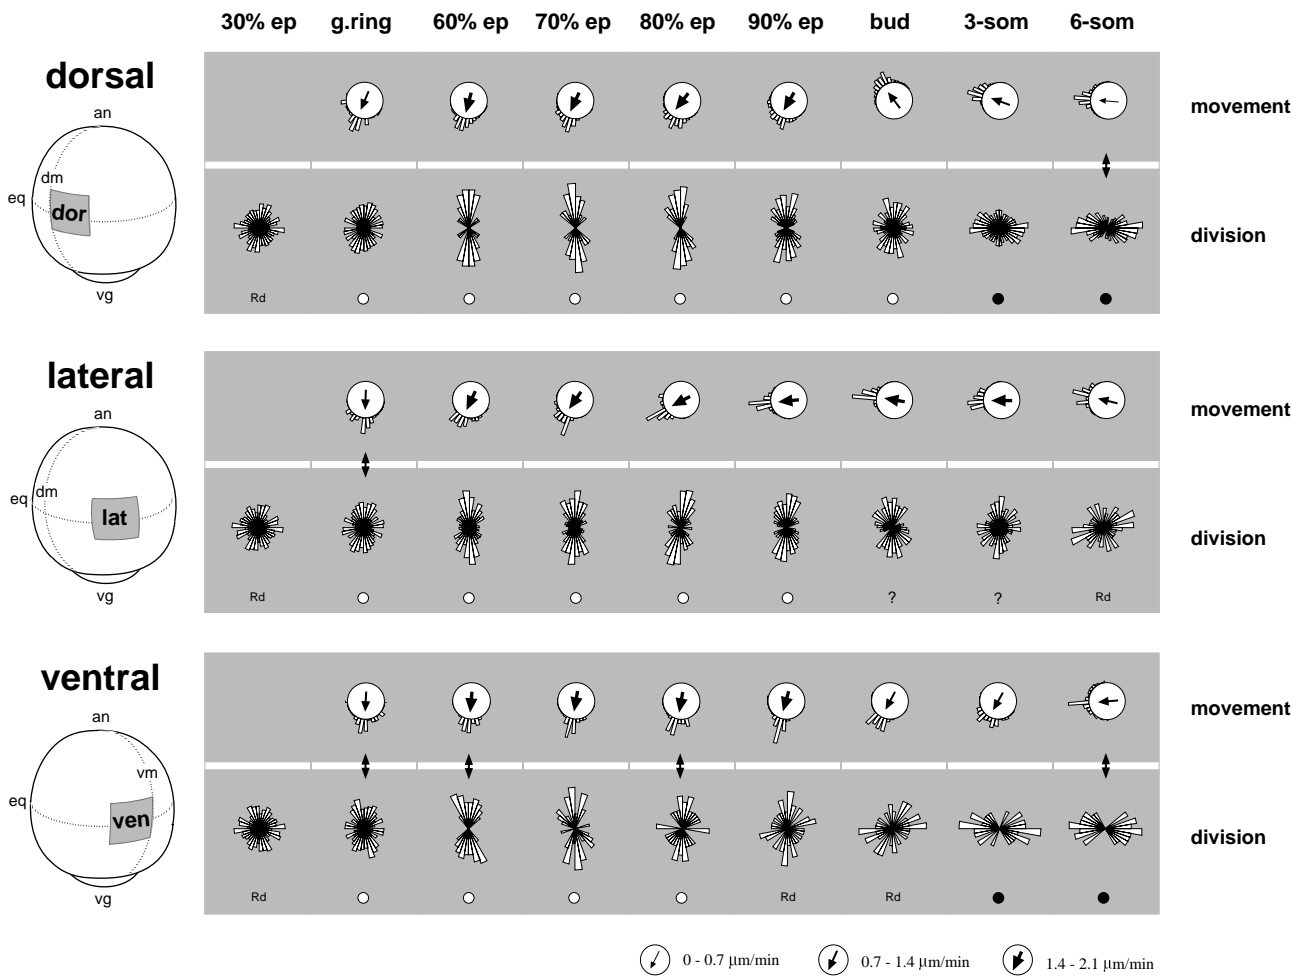 30% ep g.ring 60% ep 70% ep 80% ep 90% ep bud 3-som 6-som
dorsal
an
dm
eq
dor
vg
movement
division
Rd
lateral
an
eq dm
lat
vg
movement
division
Rd ? ? Rd
ventral
an
vm
eq
ven
vg
movement
division
Rd Rd Rd
0 - 0.7 µm/min 0.7 - 1.4 µm/min 1.4 - 2.1 µm/min